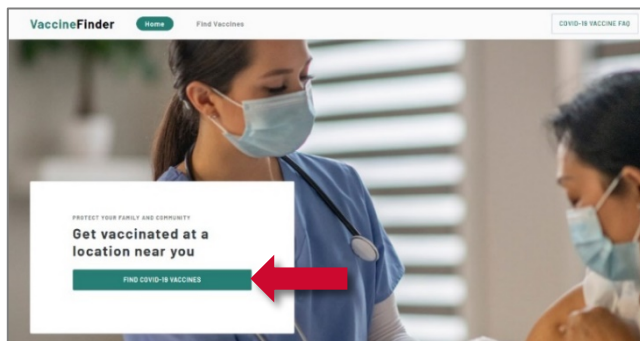 VaccineFinder
Home
Find Vaccines
COVID-19 VACCINE FAQ
PROTECT YOUR FAMILY AND COMMUNITY
Get vaccinated at a
location near you
FIND COVID-19 VACCINES